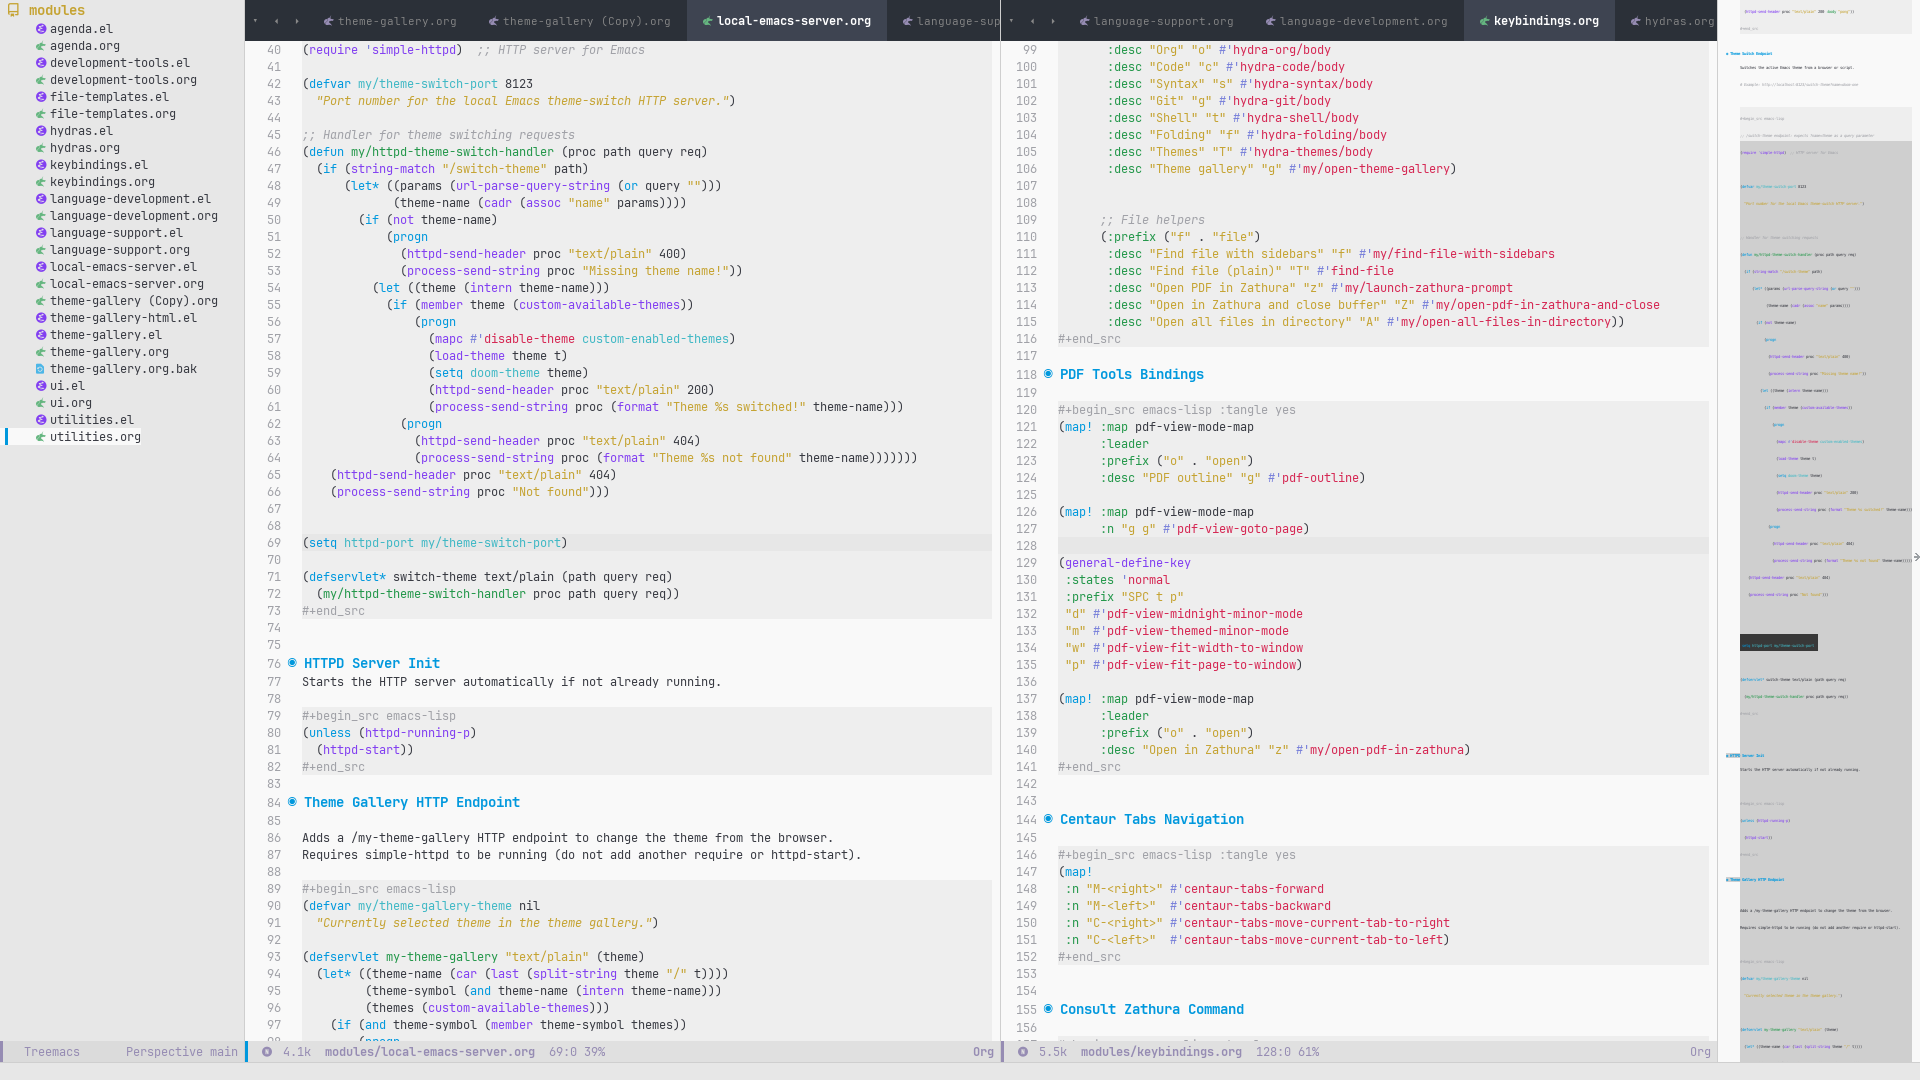 modules
agenda.el
agenda.org
development-tools.el
development-tools.org
file-templates.el
file-templates.org
hydras.el
hydras.org
keybindings.el
keybindings.org
language-development.el
language-development.org
language-support.el
language-support.org
local-emacs-server.el
local-emacs-server.org
theme-gallery (Copy).org
theme-gallery-html.el
theme-gallery.el
theme-gallery.org
theme-gallery.org.bak
ui.el
ui.org
utilities.el
utilities.org
Treemacs Perspective main
theme-gallery.org theme-gallery (Copy).org local-emacs-server.org language-sup
40 (require 'simple-httpd)  ;; HTTP server for Emacs
41
42 (defvar my/theme-switch-port 8123
43   "Port number for the local Emacs theme-switch HTTP server.")
44
45 ;; Handler for theme switching requests
46 (defun my/httpd-theme-switch-handler (proc path query req)
47   (if (string-match "/switch-theme" path)
48       (let* ((params (url-parse-query-string (or query "")))
49              (theme-name (cadr (assoc "name" params))))
50         (if (not theme-name)
51             (progn
52               (httpd-send-header proc "text/plain" 400)
53               (process-send-string proc "Missing theme name!"))
54           (let ((theme (intern theme-name)))
55             (if (member theme (custom-available-themes))
56                 (progn
57                   (mapc #'disable-theme custom-enabled-themes)
58                   (load-theme theme t)
59                   (setq doom-theme theme)
60                   (httpd-send-header proc "text/plain" 200)
61                   (process-send-string proc (format "Theme %s switched!" theme-name)))
62               (progn
63                 (httpd-send-header proc "text/plain" 404)
64                 (process-send-string proc (format "Theme %s not found" theme-name)))))))
65     (httpd-send-header proc "text/plain" 404)
66     (process-send-string proc "Not found")))
67
68
69 (setq httpd-port my/theme-switch-port)
70
71 (defservlet* switch-theme text/plain (path query req)
72   (my/httpd-theme-switch-handler proc path query req))
73 #+end_src
74
75
76 HTTPD Server Init
77 Starts the HTTP server automatically if not already running.
78
79 #+begin_src emacs-lisp
80 (unless (httpd-running-p)
81   (httpd-start))
82 #+end_src
83
84 Theme Gallery HTTP Endpoint
85
86 Adds a /my-theme-gallery HTTP endpoint to change the theme from the browser.
87 Requires simple-httpd to be running (do not add another require or httpd-start).
88
89 #+begin_src emacs-lisp
90 (defvar my/theme-gallery-theme nil
91   "Currently selected theme in the theme gallery.")
92
93 (defservlet my-theme-gallery "text/plain" (theme)
94   (let* ((theme-name (car (last (split-string theme "/" t))))
95          (theme-symbol (and theme-name (intern theme-name)))
96          (themes (custom-available-themes)))
97     (if (and theme-symbol (member theme-symbol themes))
4.1k modules/local-emacs-server.org 69:0 39% Org
language-support.org language-development.org keybindings.org hydras.org
99        :desc "Org" "o" #'hydra-org/body
100       :desc "Code" "c" #'hydra-code/body
101       :desc "Syntax" "s" #'hydra-syntax/body
102       :desc "Git" "g" #'hydra-git/body
103       :desc "Shell" "t" #'hydra-shell/body
104       :desc "Folding" "f" #'hydra-folding/body
105       :desc "Themes" "T" #'hydra-themes/body
106       :desc "Theme gallery" "g" #'my/open-theme-gallery)
107
108
109      ;; File helpers
110      (:prefix ("f" . "file")
111       :desc "Find file with sidebars" "f" #'my/find-file-with-sidebars
112       :desc "Find file (plain)" "T" #'find-file
113       :desc "Open PDF in Zathura" "z" #'my/launch-zathura-prompt
114       :desc "Open in Zathura and close buffer" "Z" #'my/open-pdf-in-zathura-and-close
115       :desc "Open all files in directory" "A" #'my/open-all-files-in-directory))
116 #+end_src
117
118 PDF Tools Bindings
119
120 #+begin_src emacs-lisp :tangle yes
121 (map! :map pdf-view-mode-map
122       :leader
123       :prefix ("o" . "open")
124       :desc "PDF outline" "g" #'pdf-outline)
125
126 (map! :map pdf-view-mode-map
127       :n "g g" #'pdf-view-goto-page)
128
129 (general-define-key
130  :states 'normal
131  :prefix "SPC t p"
132  "d" #'pdf-view-midnight-minor-mode
133  "m" #'pdf-view-themed-minor-mode
134  "w" #'pdf-view-fit-width-to-window
135  "p" #'pdf-view-fit-page-to-window)
136
137 (map! :map pdf-view-mode-map
138       :leader
139       :prefix ("o" . "open")
140       :desc "Open in Zathura" "z" #'my/open-pdf-in-zathura)
141 #+end_src
142
143
144 Centaur Tabs Navigation
145
146 #+begin_src emacs-lisp :tangle yes
147 (map!
148  :n "M-<right>" #'centaur-tabs-forward
149  :n "M-<left>"  #'centaur-tabs-backward
150  :n "C-<right>" #'centaur-tabs-move-current-tab-to-right
151  :n "C-<left>"  #'centaur-tabs-move-current-tab-to-left)
152 #+end_src
153
154
155 Consult Zathura Command
156
5.5k modules/keybindings.org 128:0 61% Org